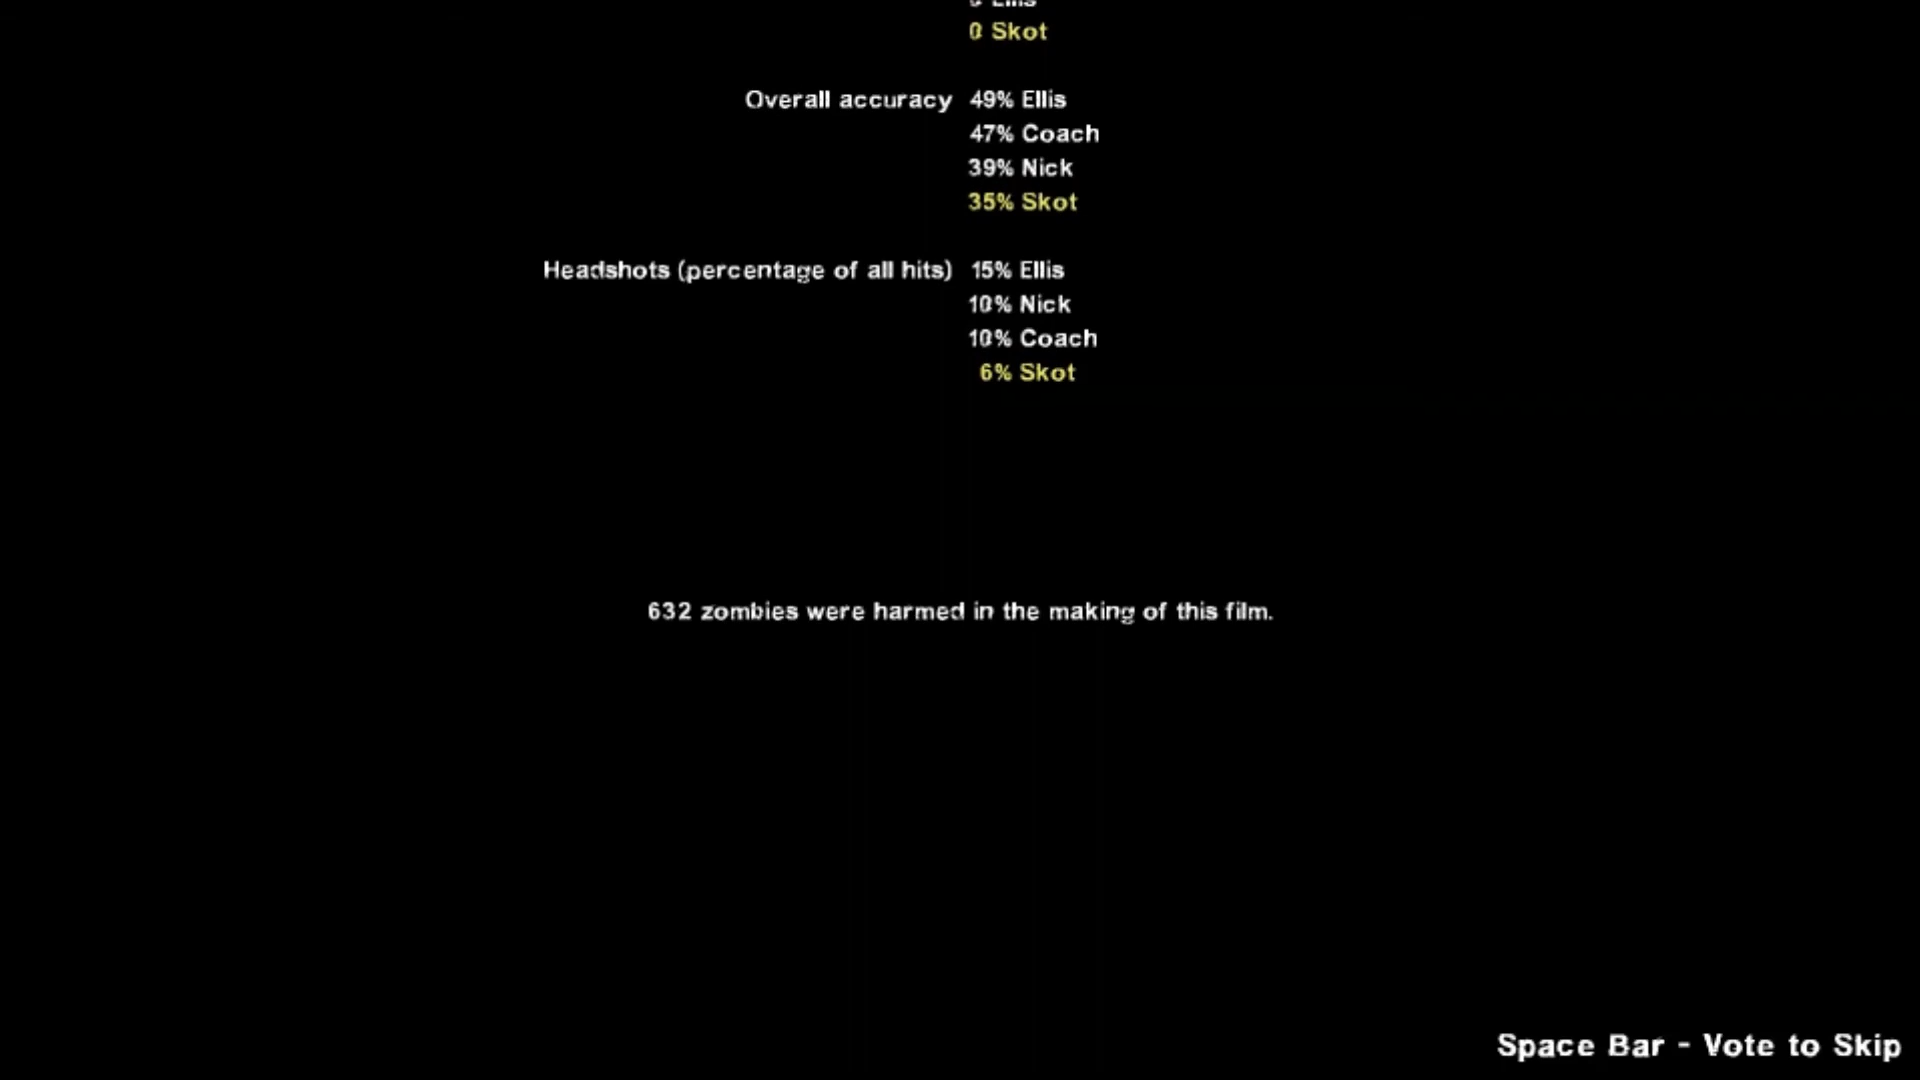 0 Skot
Overall accuracy 49% Ellis
47% Coach
39% Nick
35% Skot
Headshots (percentage of all hits) 15% Ellis
10% Nick
10% Coach
6% Skot
632 zombies were harmed in the making of this film.
Space Bar - Vote to Skip